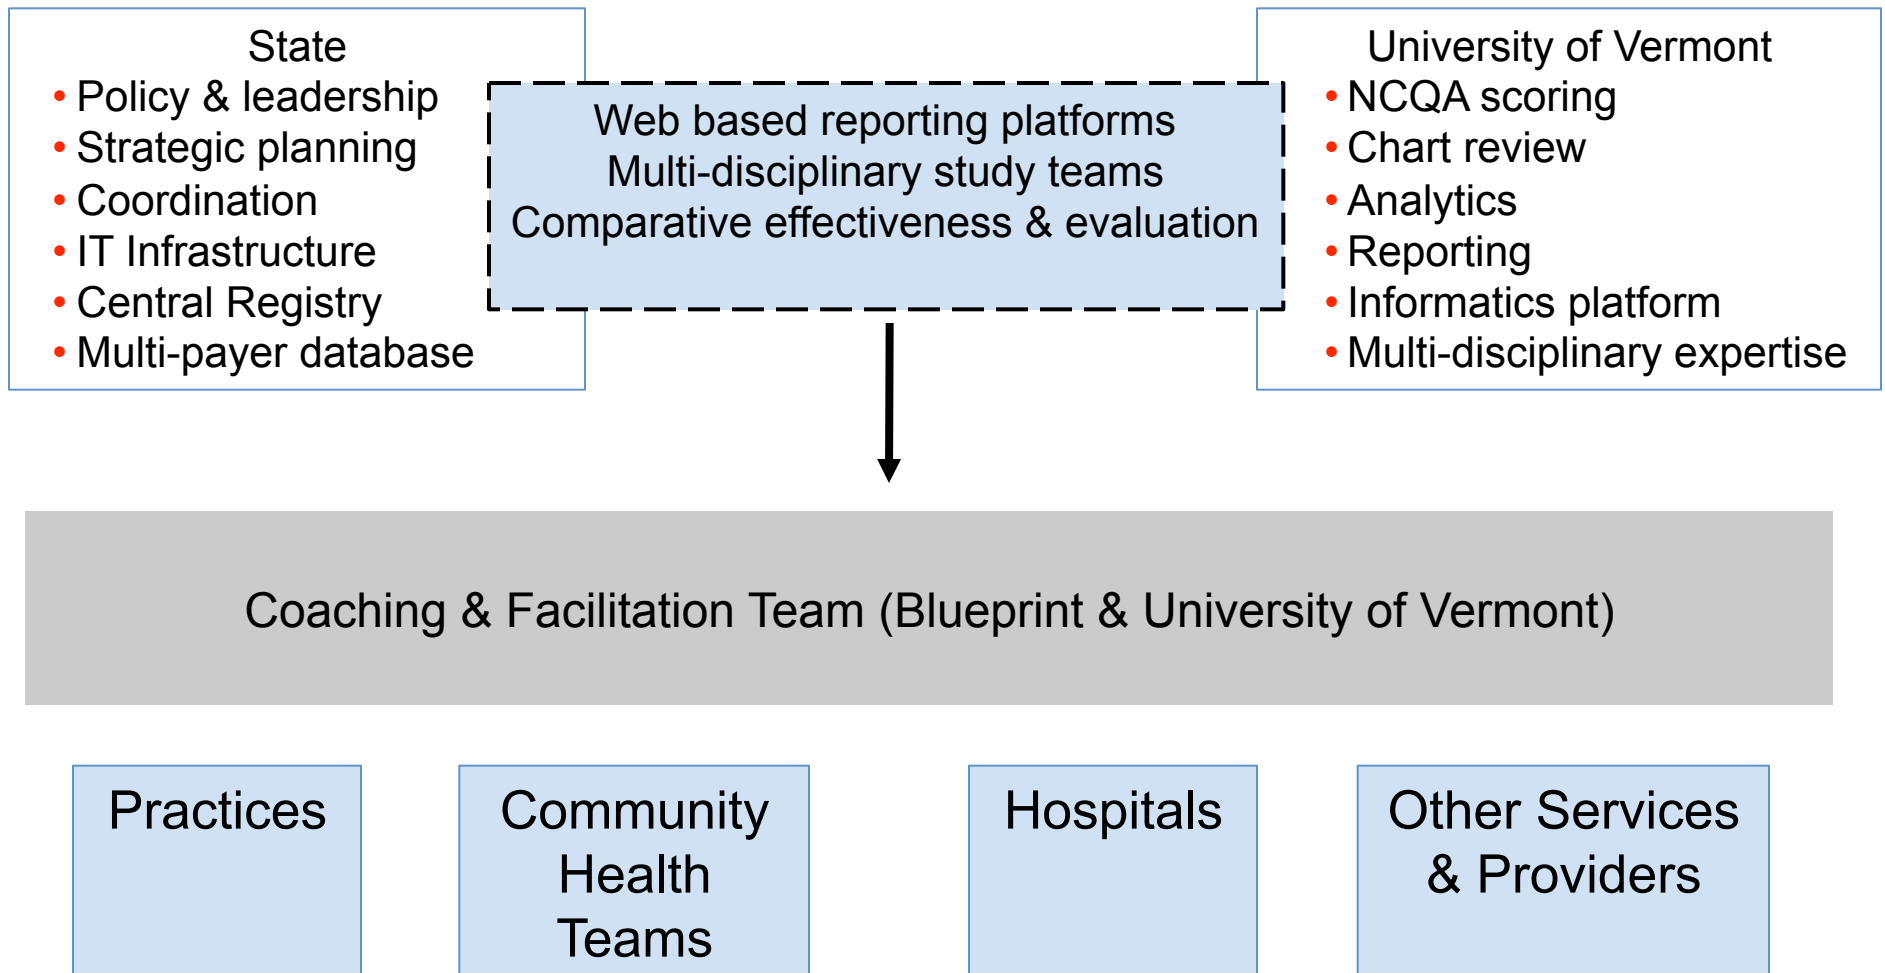 State
• Policy & leadership
• Strategic planning
• Coordination
• IT Infrastructure
• Central Registry
• Multi-payer database
Web based reporting platforms
Multi-disciplinary study teams
Comparative effectiveness & evaluation
University of Vermont
• NCQA scoring
• Chart review
• Analytics
• Reporting
• Informatics platform
• Multi-disciplinary expertise
Coaching & Facilitation Team (Blueprint & University of Vermont)
Practices
Community
Health
Teams
Hospitals
Other Services
& Providers